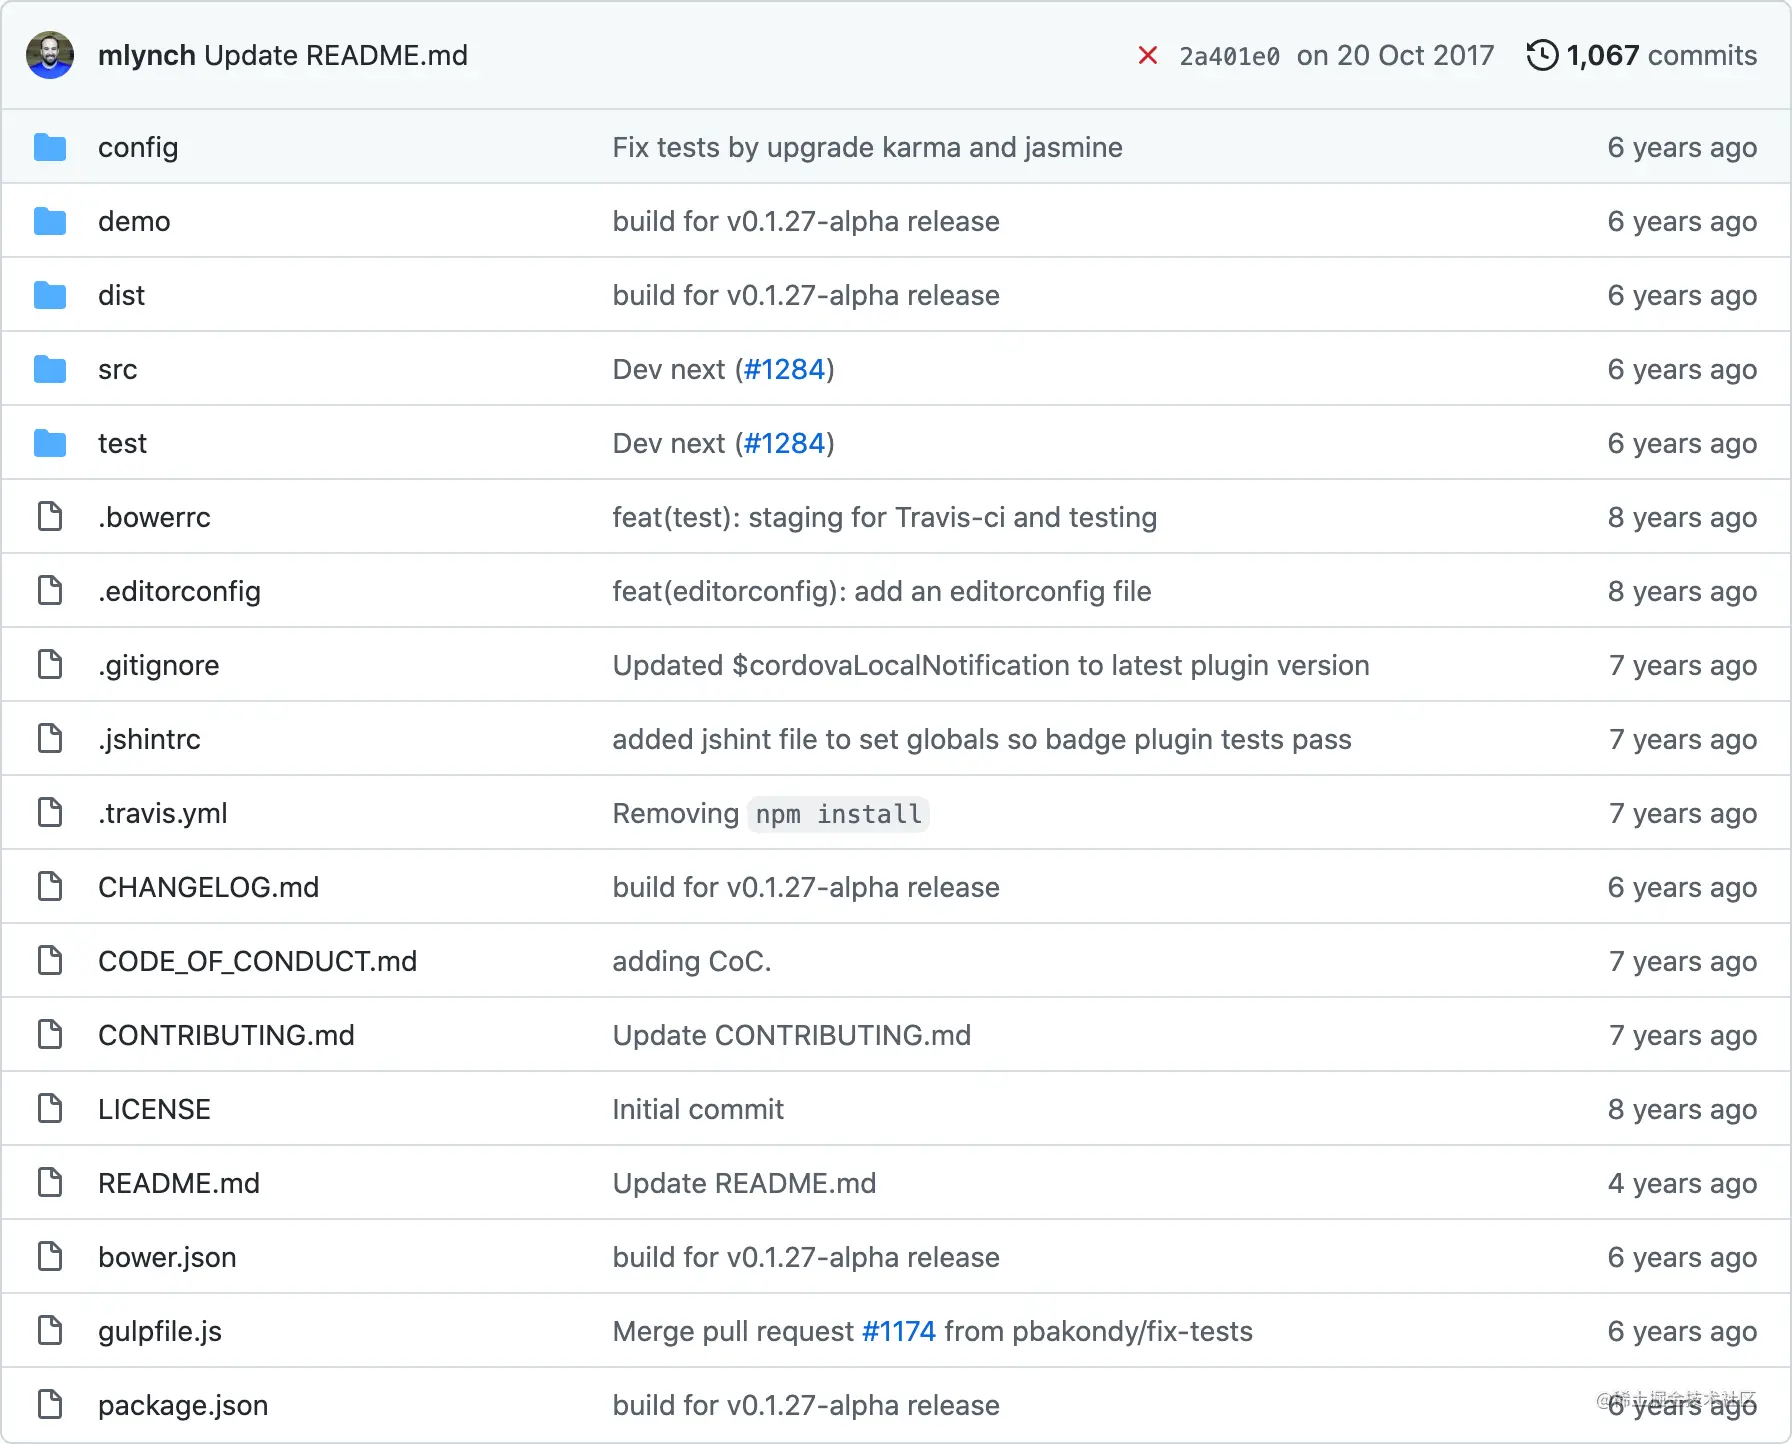 mlynch Update README.md 2a401e0 on 20 Oct 2017 1,067 commits
config Fix tests by upgrade karma and jasmine 6 years ago
demo build for v0.1.27-alpha release 6 years ago
dist build for v0.1.27-alpha release 6 years ago
src Dev next (#1284) 6 years ago
test Dev next (#1284) 6 years ago
.bowerrc feat(test): staging for Travis-ci and testing 8 years ago
.editorconfig feat(editorconfig): add an editorconfig file 8 years ago
.gitignore Updated $cordovaLocalNotification to latest plugin version 7 years ago
.jshintrc added jshint file to set globals so badge plugin tests pass 7 years ago
.travis.yml Removing npm install 7 years ago
CHANGELOG.md build for v0.1.27-alpha release 6 years ago
CODE_OF_CONDUCT.md adding CoC. 7 years ago
CONTRIBUTING.md Update CONTRIBUTING.md 7 years ago
LICENSE Initial commit 8 years ago
README.md Update README.md 4 years ago
bower.json build for v0.1.27-alpha release 6 years ago
gulpfile.js Merge pull request #1174 from pbakondy/fix-tests 6 years ago
package.json build for v0.1.27-alpha release 6 years ago
@稀土掘金技术社区